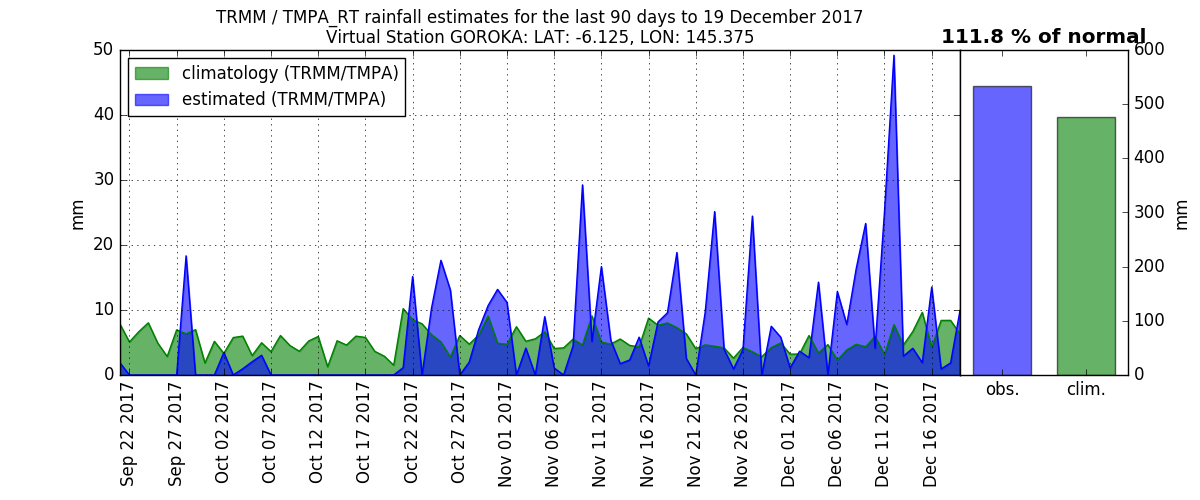 TRMM / TMPA_RT rainfall estimates for the last 90 days to 19 December 2017
Virtual Station GOROKA: LAT: -6.125, LON: 145.375
111.8 % of normal
climatology (TRMM/TMPA)
estimated (TRMM/TMPA)
50
40
30
20
10
0
mm
600
500
400
300
200
100
0
mm
obs.
clim.
Sep 22 2017
Sep 27 2017
Oct 02 2017
Oct 07 2017
Oct 12 2017
Oct 17 2017
Oct 22 2017
Oct 27 2017
Nov 01 2017
Nov 06 2017
Nov 11 2017
Nov 16 2017
Nov 21 2017
Nov 26 2017
Dec 01 2017
Dec 06 2017
Dec 11 2017
Dec 16 2017